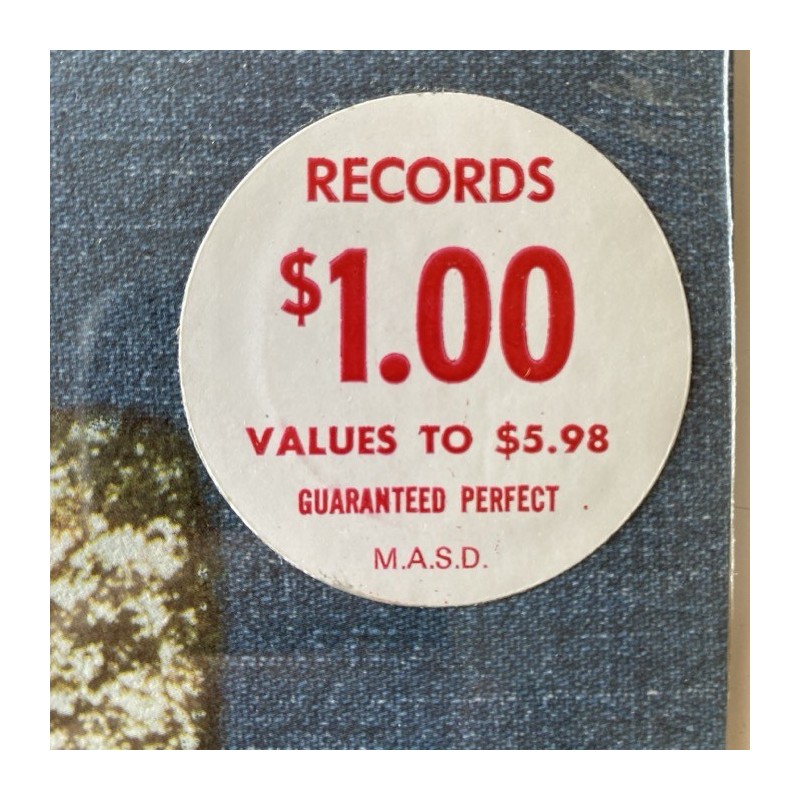 RECORDS
$1.00
VALUES TO $5.98
GUARANTEED PERFECT
M.A.S.D.